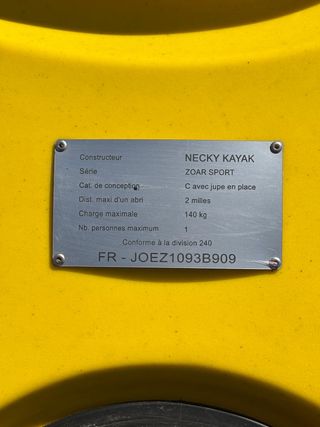 Constructeur NECKY KAYAK
Série ZOAR SPORT
Cat. de conception C avec jupe en place
Dist. maxi d'un abri 2 milles
Charge maximale 140 kg
Nb. personnes maximum 1
Conforme à la division 240
FR - JOEZ1093B909